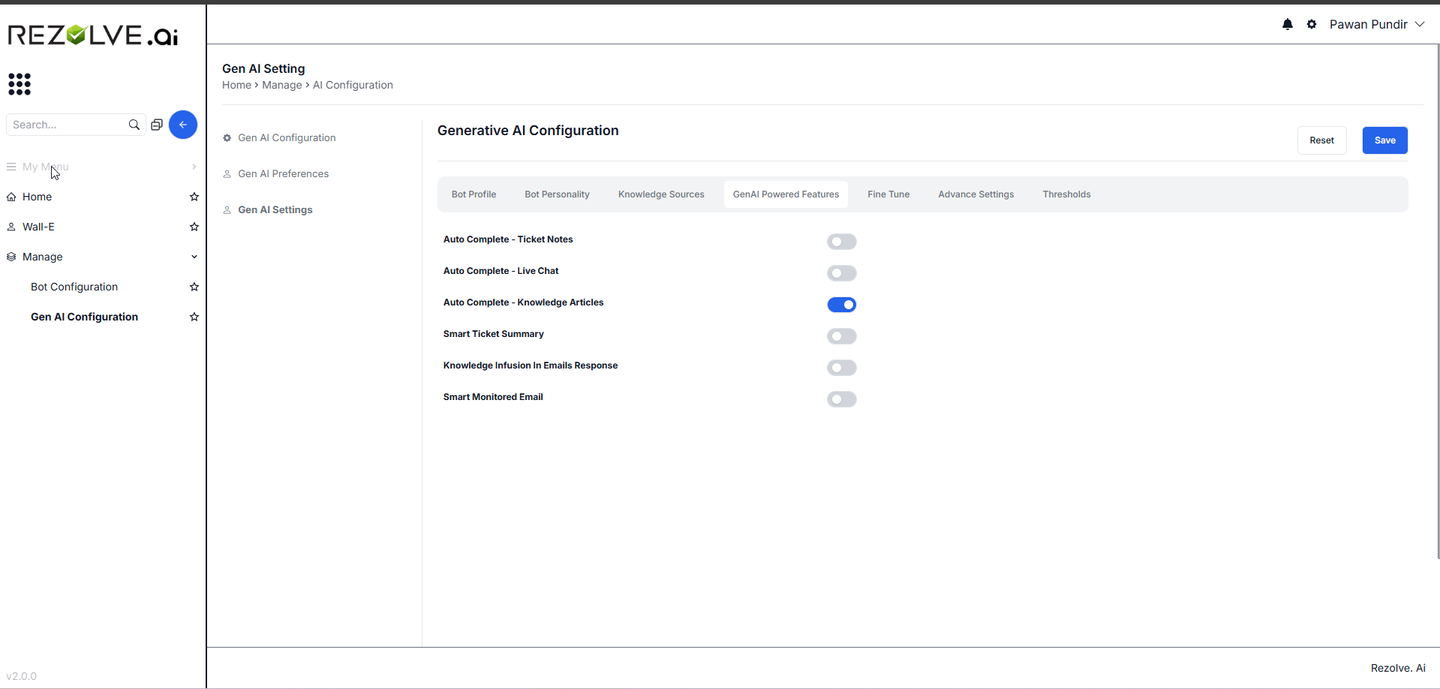 REZOLVE.ai
Pawan Pundir
Search...
My Menu
Home
Wall-E
Manage
Bot Configuration
Gen AI Configuration
v2.0.0
Gen AI Setting
Home > Manage > AI Configuration
Gen AI Configuration
Gen AI Preferences
Gen AI Settings
Generative AI Configuration
Reset Save
Bot Profile Bot Personality Knowledge Sources GenAI Powered Features Fine Tune Advance Settings Thresholds
Auto Complete - Ticket Notes
Auto Complete - Live Chat
Auto Complete - Knowledge Articles
Smart Ticket Summary
Knowledge Infusion In Emails Response
Smart Monitored Email
Rezolve. Ai